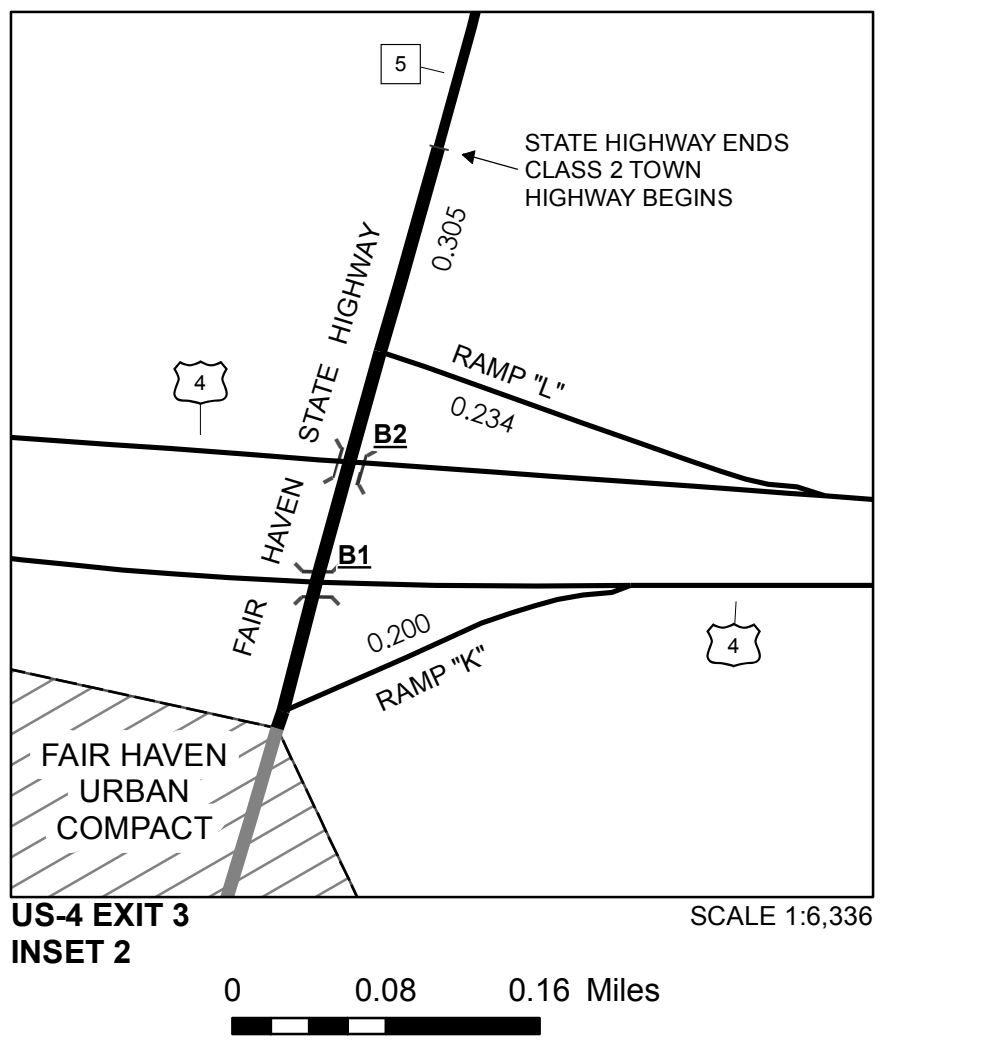 5
STATE HIGHWAY ENDS
CLASS 2 TOWN
HIGHWAY BEGINS
0.305
FAIR HAVEN STATE HIGHWAY
RAMP "L"
0.234
4
B2
B1
0.200
RAMP "K"
4
FAIR HAVEN
URBAN
COMPACT
US-4 EXIT 3
INSET 2
SCALE 1:6,336
0 0.08 0.16 Miles